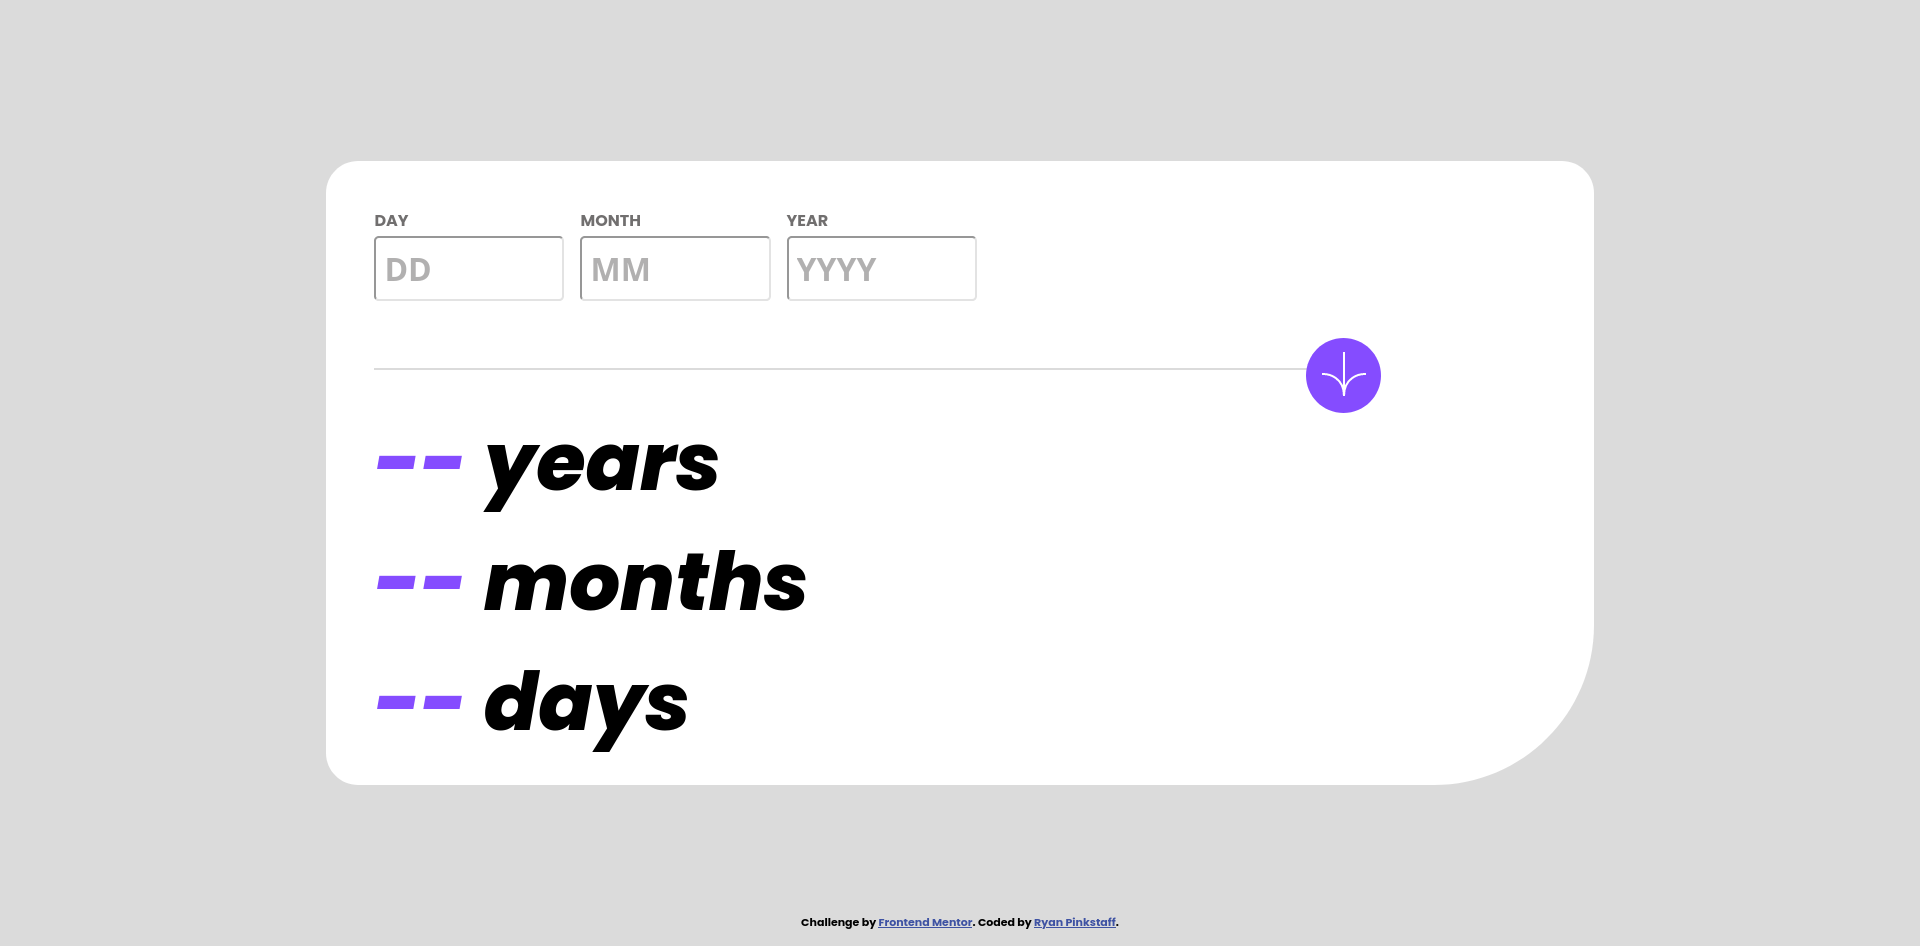 DAY MONTH YEAR
DD MM YYYY
-- years
-- months
-- days
Challenge by Frontend Mentor. Coded by Ryan Pinkstaff.